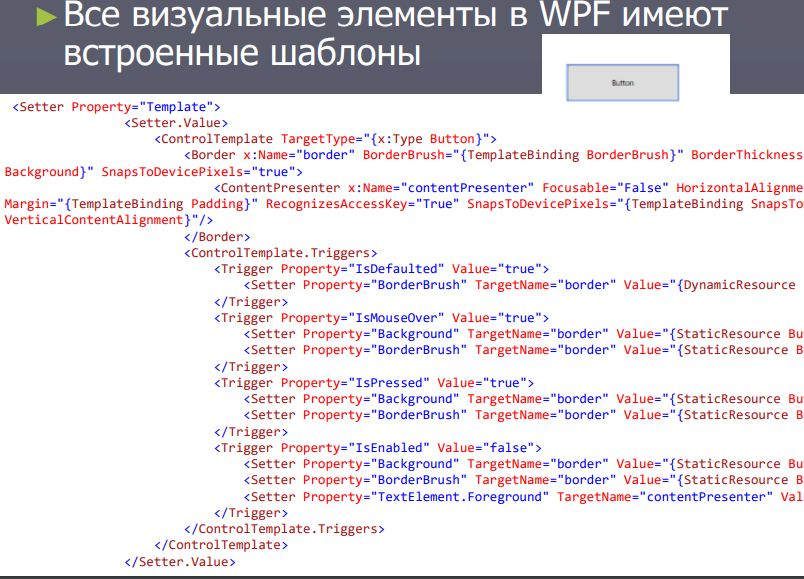 Все визуальные элементы в WPF имеют
встроенные шаблоны
Button
<Setter Property="Template">
<Setter.Value>
<ControlTemplate TargetType="{x:Type Button}">
<Border x:Name="border" BorderBrush="{TemplateBinding BorderBrush}" BorderThickness
Background}" SnapsToDevicePixels="true">
<ContentPresenter x:Name="contentPresenter" Focusable="False" HorizontalAlignme
Margin="{TemplateBinding Padding}" RecognizesAccessKey="True" SnapsToDevicePixels="{TemplateBinding SnapsTo
VerticalContentAlignment}"/>
</Border>
<ControlTemplate.Triggers>
<Trigger Property="IsDefaulted" Value="true">
<Setter Property="BorderBrush" TargetName="border" Value="{DynamicResource
</Trigger>
<Trigger Property="IsMouseOver" Value="true">
<Setter Property="Background" TargetName="border" Value="{StaticResource Bu
<Setter Property="BorderBrush" TargetName="border" Value="{StaticResource B
</Trigger>
<Trigger Property="IsPressed" Value="true">
<Setter Property="Background" TargetName="border" Value="{StaticResource Bu
<Setter Property="BorderBrush" TargetName="border" Value="{StaticResource B
</Trigger>
<Trigger Property="IsEnabled" Value="false">
<Setter Property="Background" TargetName="border" Value="{StaticResource Bu
<Setter Property="BorderBrush" TargetName="border" Value="{StaticResource B
<Setter Property="TextElement.Foreground" TargetName="contentPresenter" Val
</Trigger>
</ControlTemplate.Triggers>
</ControlTemplate>
</Setter.Value>